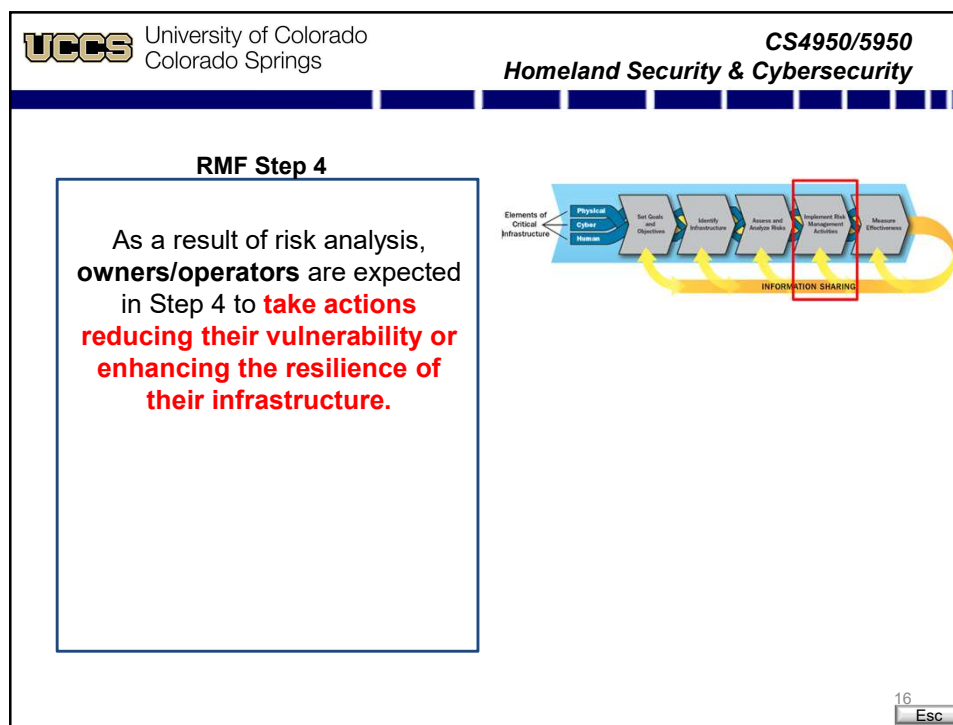 UCCS
University of Colorado
Colorado Springs
CS4950/5950
Homeland Security & Cybersecurity
RMF Step 4
As a result of risk analysis,
owners/operators are expected
in Step 4 to take actions
reducing their vulnerability or
enhancing the resilience of
their infrastructure.
Elements of
Critical
Infrastructure
Physical
Cyber
Human
Set Goals
and
Objectives
Identify
Infrastructure
Assess and
Analyze Risks
Implement Risk
Management
Activities
Measure
Effectiveness
INFORMATION SHARING
16
Esc